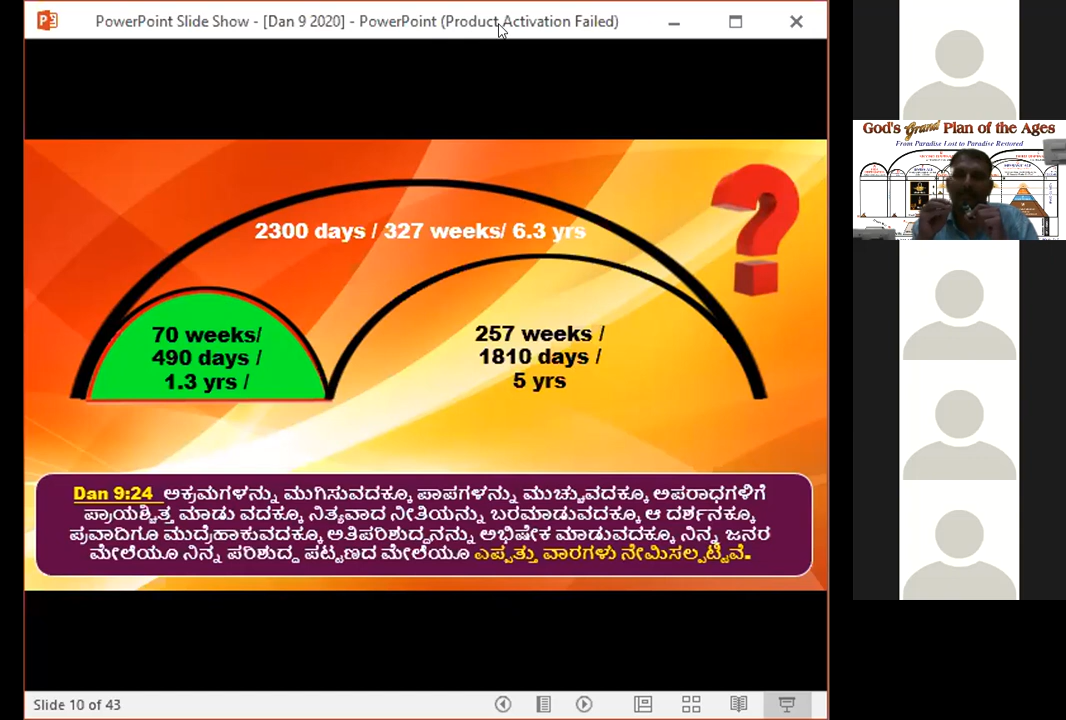 PowerPoint Slide Show - [Dan 9 2020] - PowerPoint (Product Activation Failed)
God's Grand Plan of the Ages
From Paradise Lost to Paradise Restored
2300 days / 327 weeks/ 6.3 yrs
70 weeks/
490 days /
1.3 yrs /
257 weeks /
1810 days /
5 yrs
?
Dan 9:24 ಅಕ್ರಮಗಳನ್ನು ಮುಗಿಸುವದಕ್ಕೂ ಪಾಪಗಳನ್ನು ಮುಚ್ಚುವದಕ್ಕೂ ಅಪರಾಧಗಳಿಗೆ
ಪ್ರಾಯಶ್ಚಿತ್ತ ಮಾಡು ವದಕ್ಕೂ ನಿತ್ಯವಾದ ನೀತಿಯನ್ನು ಬರಮಾಡುವದಕ್ಕೂ ಆ ದರ್ಶನಕ್ಕೂ
ಪ್ರವಾದಿಗೂ ಮುದ್ರೆಹಾಕುವದಕ್ಕೂ ಅತಿಪರಿಶುದ್ಧನನ್ನು ಅಭಿಷೇಕ ಮಾಡುವದಕ್ಕೂ ನಿನ್ನ ಜನರ
ಮೇಲೆಯೂ ನಿನ್ನ ಪರಿಶುದ್ಧ ಪಟ್ಟಣದ ಮೇಲೆಯೂ ಎಪ್ಪತ್ತು ವಾರಗಳು ನೇಮಿಸಲ್ಪಟ್ಟಿವೆ.
Slide 10 of 43